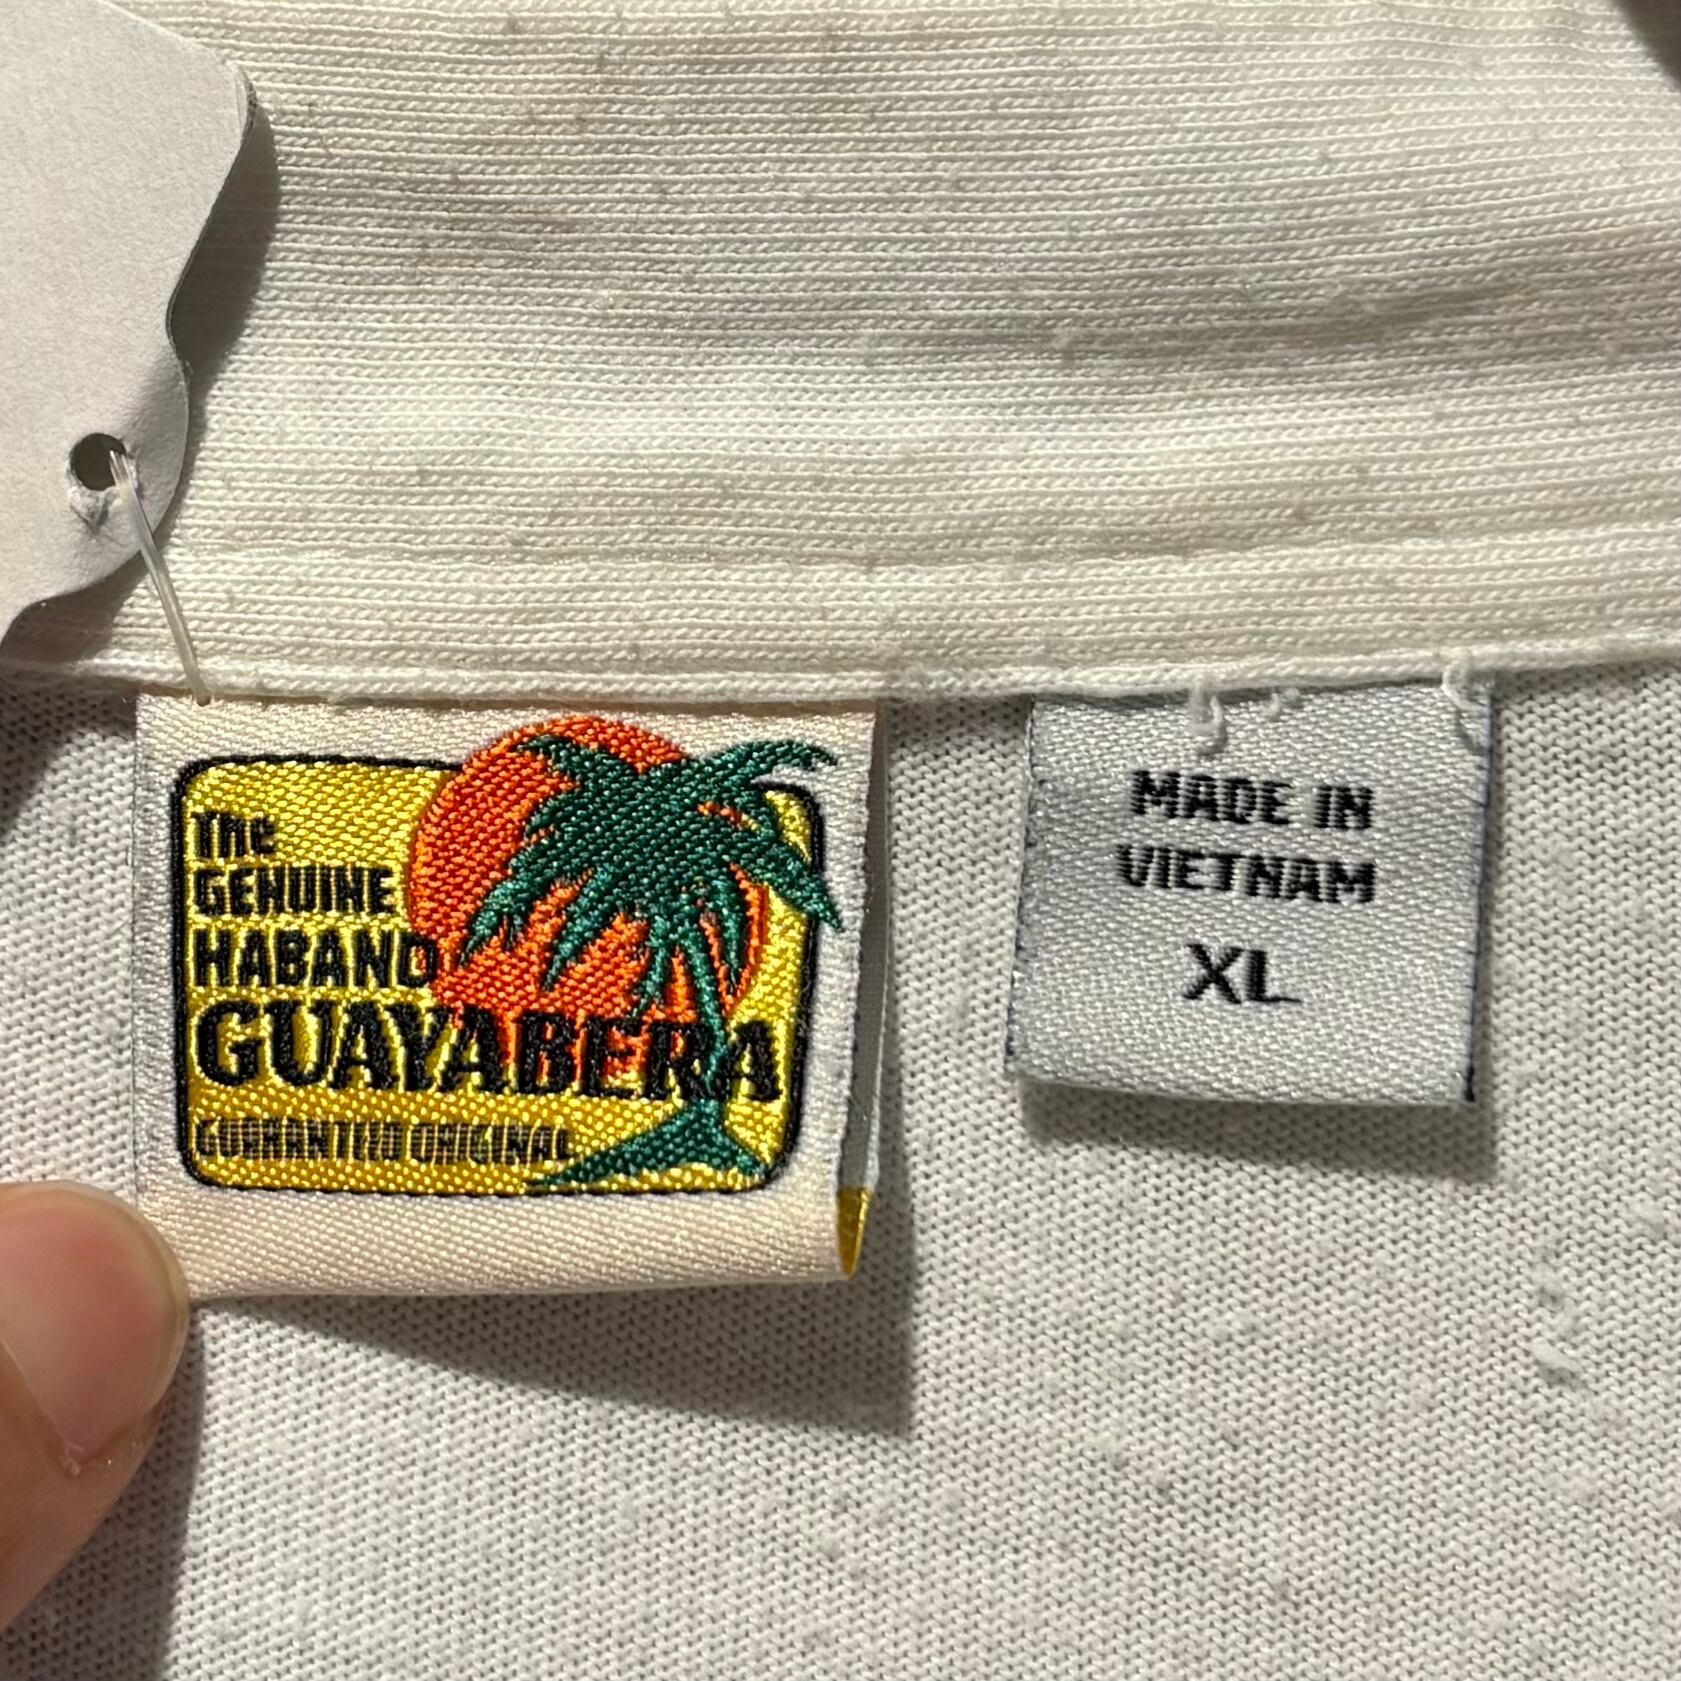 The
GENUINE
HABAND
GUAYABERA
GUARANTEED ORIGINAL
MADE IN
VIETNAM
XL